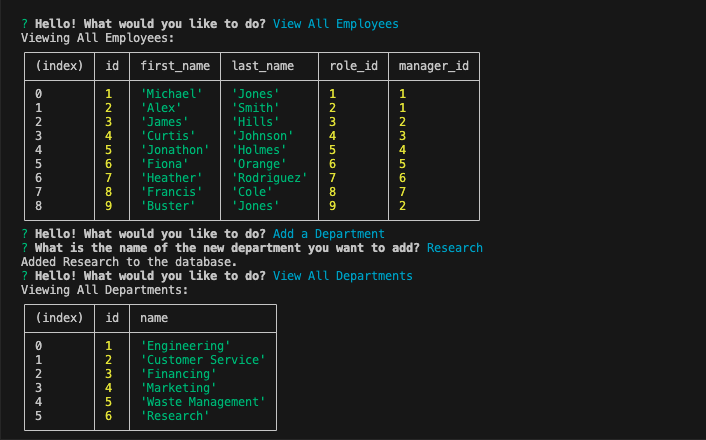 ? Hello! What would you like to do? View All Employees
Viewing All Employees:
(index) id first_name last_name role_id manager_id
0 1 'Michael' 'Jones' 1 1
1 2 'Alex' 'Smith' 2 1
2 3 'James' 'Hills' 3 2
3 4 'Curtis' 'Johnson' 4 3
4 5 'Jonathon' 'Holmes' 5 4
5 6 'Fiona' 'Orange' 6 5
6 7 'Heather' 'Rodriguez' 7 6
7 8 'Francis' 'Cole' 8 7
8 9 'Buster' 'Jones' 9 2
? Hello! What would you like to do? Add a Department
? What is the name of the new department you want to add? Research
Added Research to the database.
? Hello! What would you like to do? View All Departments
Viewing All Departments:
(index) id name
0 1 'Engineering'
1 2 'Customer Service'
2 3 'Financing'
3 4 'Marketing'
4 5 'Waste Management'
5 6 'Research'